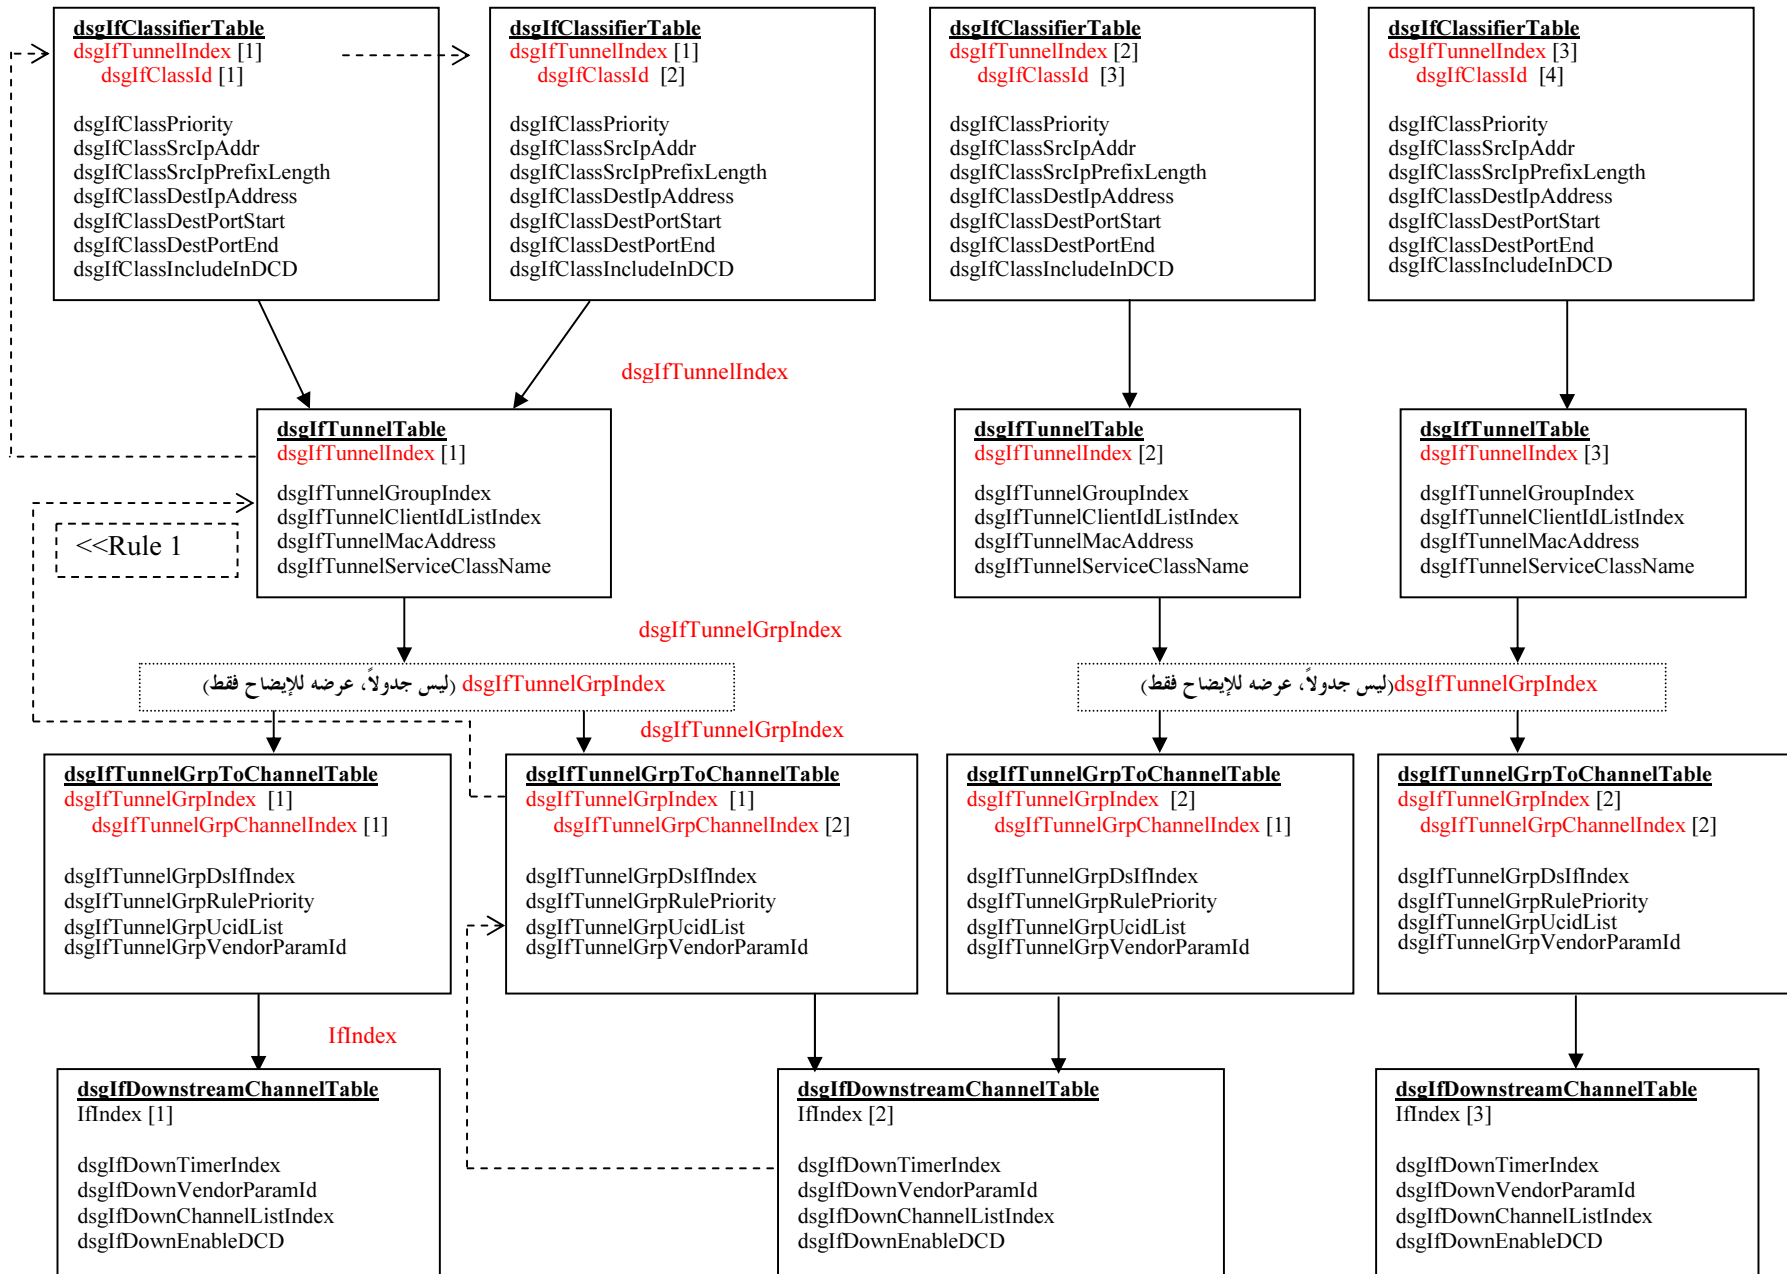 dsgIfClassifierTable
dsgIfTunnelIndex [1]
dsgIfClassId [1]
dsgIfClassPriority
dsgIfClassSrcIpAddr
dsgIfClassSrcIpPrefixLength
dsgIfClassDestIpAddress
dsgIfClassDestPortStart
dsgIfClassDestPortEnd
dsgIfClassIncludeInDCD
dsgIfClassifierTable
dsgIfTunnelIndex [1]
dsgIfClassId [2]
dsgIfClassPriority
dsgIfClassSrcIpAddr
dsgIfClassSrcIpPrefixLength
dsgIfClassDestIpAddress
dsgIfClassDestPortStart
dsgIfClassDestPortEnd
dsgIfClassIncludeInDCD
dsgIfClassifierTable
dsgIfTunnelIndex [2]
dsgIfClassId [3]
dsgIfClassPriority
dsgIfClassSrcIpAddr
dsgIfClassSrcIpPrefixLength
dsgIfClassDestIpAddress
dsgIfClassDestPortStart
dsgIfClassDestPortEnd
dsgIfClassIncludeInDCD
dsgIfClassifierTable
dsgIfTunnelIndex [3]
dsgIfClassId [4]
dsgIfClassPriority
dsgIfClassSrcIpAddr
dsgIfClassSrcIpPrefixLength
dsgIfClassDestIpAddress
dsgIfClassDestPortStart
dsgIfClassDestPortEnd
dsgIfClassIncludeInDCD
dsgIfTunnelIndex
dsgIfTunnelTable
dsgIfTunnelIndex [1]
dsgIfTunnelGroupIndex
dsgIfTunnelClientIdListIndex
dsgIfTunnelMacAddress
dsgIfTunnelServiceClassName
<<Rule 1
dsgIfTunnelTable
dsgIfTunnelIndex [2]
dsgIfTunnelGroupIndex
dsgIfTunnelClientIdListIndex
dsgIfTunnelMacAddress
dsgIfTunnelServiceClassName
dsgIfTunnelTable
dsgIfTunnelIndex [3]
dsgIfTunnelGroupIndex
dsgIfTunnelClientIdListIndex
dsgIfTunnelMacAddress
dsgIfTunnelServiceClassName
dsgIfTunnelGrpIndex
dsgIfTunnelGrpIndex (ليس جدولاً، عرضه للإيضاح فقط)
dsgIfTunnelGrpIndex(ليس جدولاً، عرضه للإيضاح فقط)
dsgIfTunnelGrpIndex
dsgIfTunnelGrpToChannelTable
dsgIfTunnelGrpIndex [1]
dsgIfTunnelGrpChannelIndex [1]
dsgIfTunnelGrpDsIfIndex
dsgIfTunnelGrpRulePriority
dsgIfTunnelGrpUcidList
dsgIfTunnelGrpVendorParamId
dsgIfTunnelGrpToChannelTable
dsgIfTunnelGrpIndex [1]
dsgIfTunnelGrpChannelIndex [2]
dsgIfTunnelGrpDsIfIndex
dsgIfTunnelGrpRulePriority
dsgIfTunnelGrpUcidList
dsgIfTunnelGrpVendorParamId
dsgIfTunnelGrpToChannelTable
dsgIfTunnelGrpIndex [2]
dsgIfTunnelGrpChannelIndex [1]
dsgIfTunnelGrpDsIfIndex
dsgIfTunnelGrpRulePriority
dsgIfTunnelGrpUcidList
dsgIfTunnelGrpVendorParamId
dsgIfTunnelGrpToChannelTable
dsgIfTunnelGrpIndex [2]
dsgIfTunnelGrpChannelIndex [2]
dsgIfTunnelGrpDsIfIndex
dsgIfTunnelGrpRulePriority
dsgIfTunnelGrpUcidList
dsgIfTunnelGrpVendorParamId
IfIndex
dsgIfDownstreamChannelTable
IfIndex [1]
dsgIfDownTimerIndex
dsgIfDownVendorParamId
dsgIfDownChannelListIndex
dsgIfDownEnableDCD
dsgIfDownstreamChannelTable
IfIndex [2]
dsgIfDownTimerIndex
dsgIfDownVendorParamId
dsgIfDownChannelListIndex
dsgIfDownEnableDCD
dsgIfDownstreamChannelTable
IfIndex [3]
dsgIfDownTimerIndex
dsgIfDownVendorParamId
dsgIfDownChannelListIndex
dsgIfDownEnableDCD